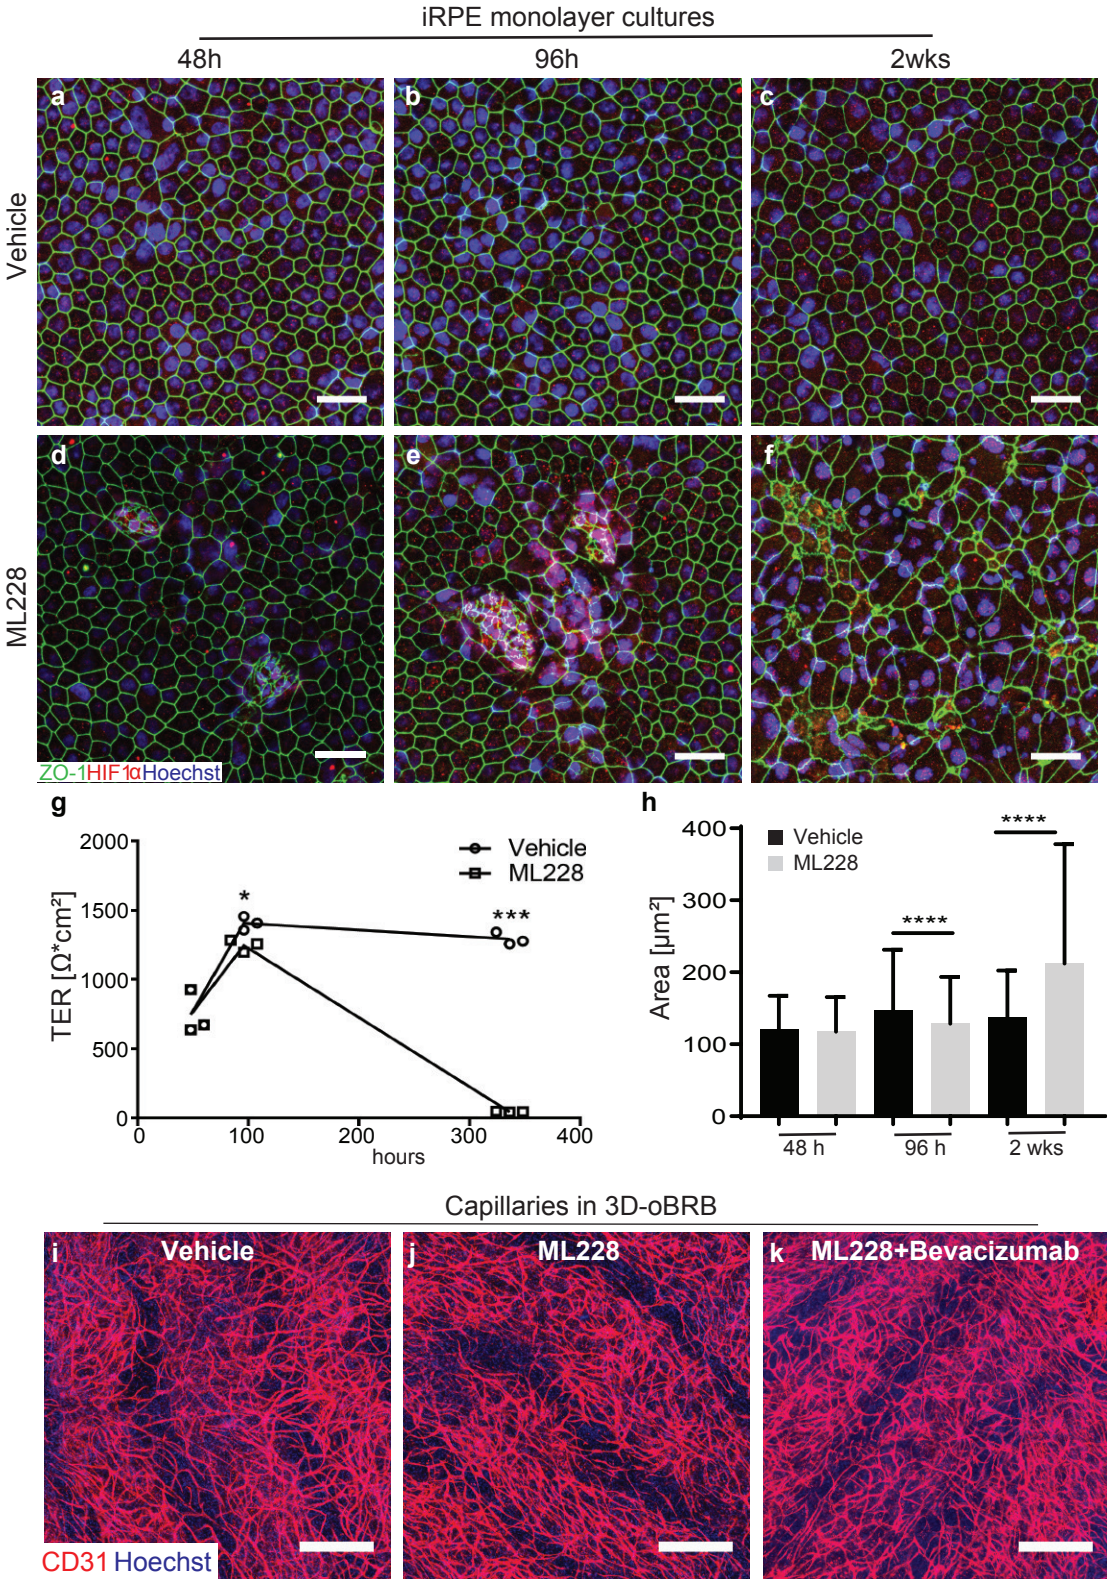 iRPE monolayer cultures
48h 96h 2wks
Vehicle
a b c
ML228
d e f
ZO-1HIF1αHoechst
g
TER [Ω*cm²]
2000
1500
1000
500
0
0 100 200 300 400
hours
Vehicle
ML228
*
***
h
Area [µm²]
400
300
200
100
0
Vehicle
ML228
****
****
48 h 96 h 2 wks
Capillaries in 3D-oBRB
i Vehicle
j ML228
k ML228+Bevacizumab
CD31 Hoechst